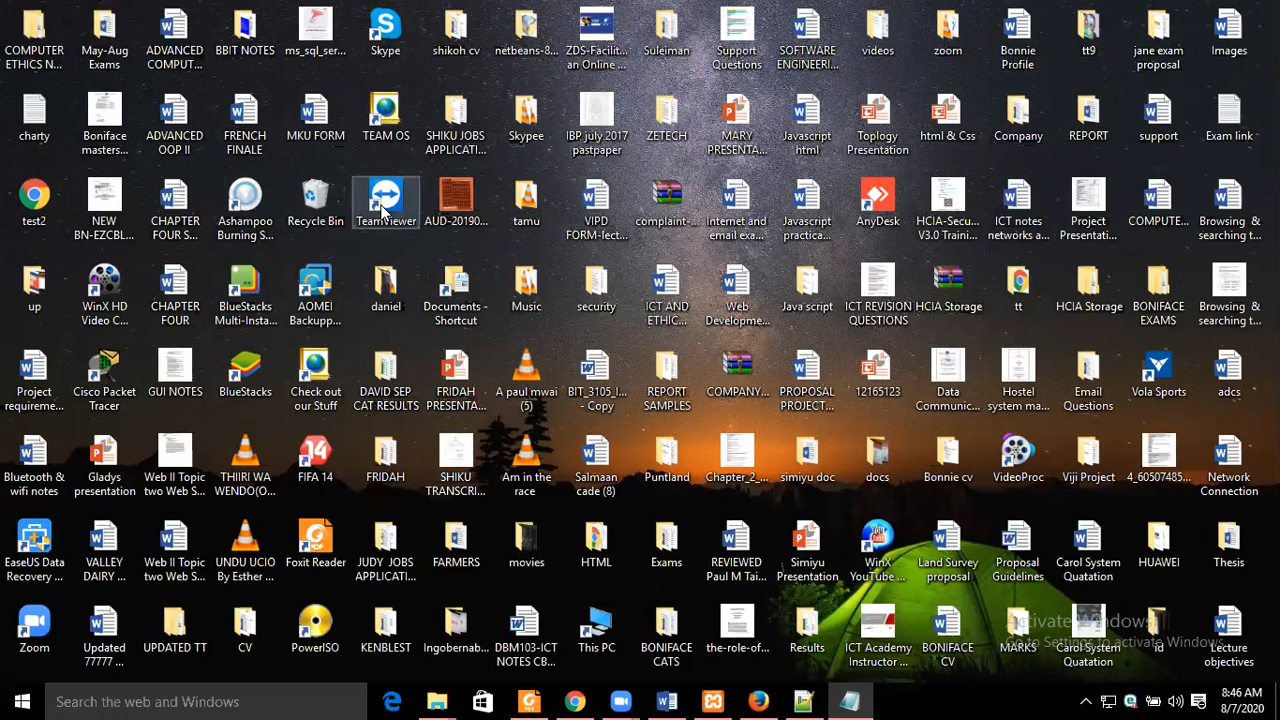 May-Aug
Exams
ADVANCED
COMPUT...
BBIT NOTES
my_sql_ser...
Skype
shikoh cv
netbeans-8...
an Online ...
Suleiman
Support
Questions
SOFTWARE
ENGINEERI...
videos
zoom
Bonnie
Profile
tt9
jane exam
proposal
Images
charty
Boniface
masters...
ADVANCED
OOP II
FRENCH
FINALE
MKU FORM
TEAM OS
SHIKU JOBS
APPLICATI...
Skypee
IBP july 2017
pastpaper
ZETECH
MARY
PRESENTA...
Javascript
html
Toplogy
Presentation
html & Css
Company
REPORT
support
Exam link
test2
NEW
BN-EZCBL...
CHAPTER
FOUR S...
Ashampoo
Burning S...
Recycle Bin
TeamViewer
AUD-20190...
tamu
VIPD
FORM-lect...
complaint-...
Internet and
email exa...
Javascript
practica...
AnyDesk
HCIA-Secu...
V3.0 Traini...
ICT notes
networks a...
Project
Presentati...
COMPUTE...
Browsing &
searching t...
up
WinX HD
Video C...
CHAPTER
FOUR
BlueStacks
Multi-Insta...
AOMEI
Backupp...
daniel
Documents -
Shortcut
Music
security
ICT AND
ETHIC...
Web
Developme...
Java script
ICT REVISION
QUESTIONS
HCIA Storage
tt
HCIA Storage
BONIFACE
EXAMS
browsing &
searching t...
Project
requiremen...
Cisco Packet
Tracer
GUI NOTES
BlueStacks
Check out
our Stuff
DAVID SEP
CAT RESULTS
FRIDAH
PRESENTA...
A paul mwai
(5)
BIT_3105_I...
- Copy
REPORT
SAMPLES
COMPANY...
PROPOSAL
PROJECT...
12165123
Data
Communic...
Hostel
system ma...
Email
Questions
Vola Sports
adcs
Bluetooth &
wifi notes
Gladys
presentation
Web II Topic
two Web S...
THIIRI WA
WENDO(O...
FIFA 14
FRIDAH
SHIKU
TRANSCRI...
Am in the
race
Salmaan
cade (8)
Puntland
Chapter_2_...
simiyu doc
docs
Bonnie cv
VideoProc
Viji Project
4_60507485...
Network
Connection
EaseUS Data
Recover...
VALLEY
DAIRY ...
Web II Topic
two Web S...
UNDU UCIO
By Esther ...
Foxit Reader
JUDY JOBS
APPLICATI...
FARMERS
movies
HTML
Exams
REVIEWED
Paul M Tai...
Simiyu
Presentation
WinX
YouTube ...
Land Survey
proposal
Proposal
Guidelines
Carol System
Quatation
HUAWEI
Thesis
Zoom
Updated
77777 ...
UPDATED TT
CV
PowerISO
KENBLEST
Ingobernab...
DBM103-ICT
NOTES CB...
This PC
BONIFACE
CATS
the-role-of...
Results
ICT Academy
Instructor ...
BONIFACE
CV
MARKS
Carol System
Quatation
Lecture
objectives
Search the web and Windows
8:46 AM
8/7/2020